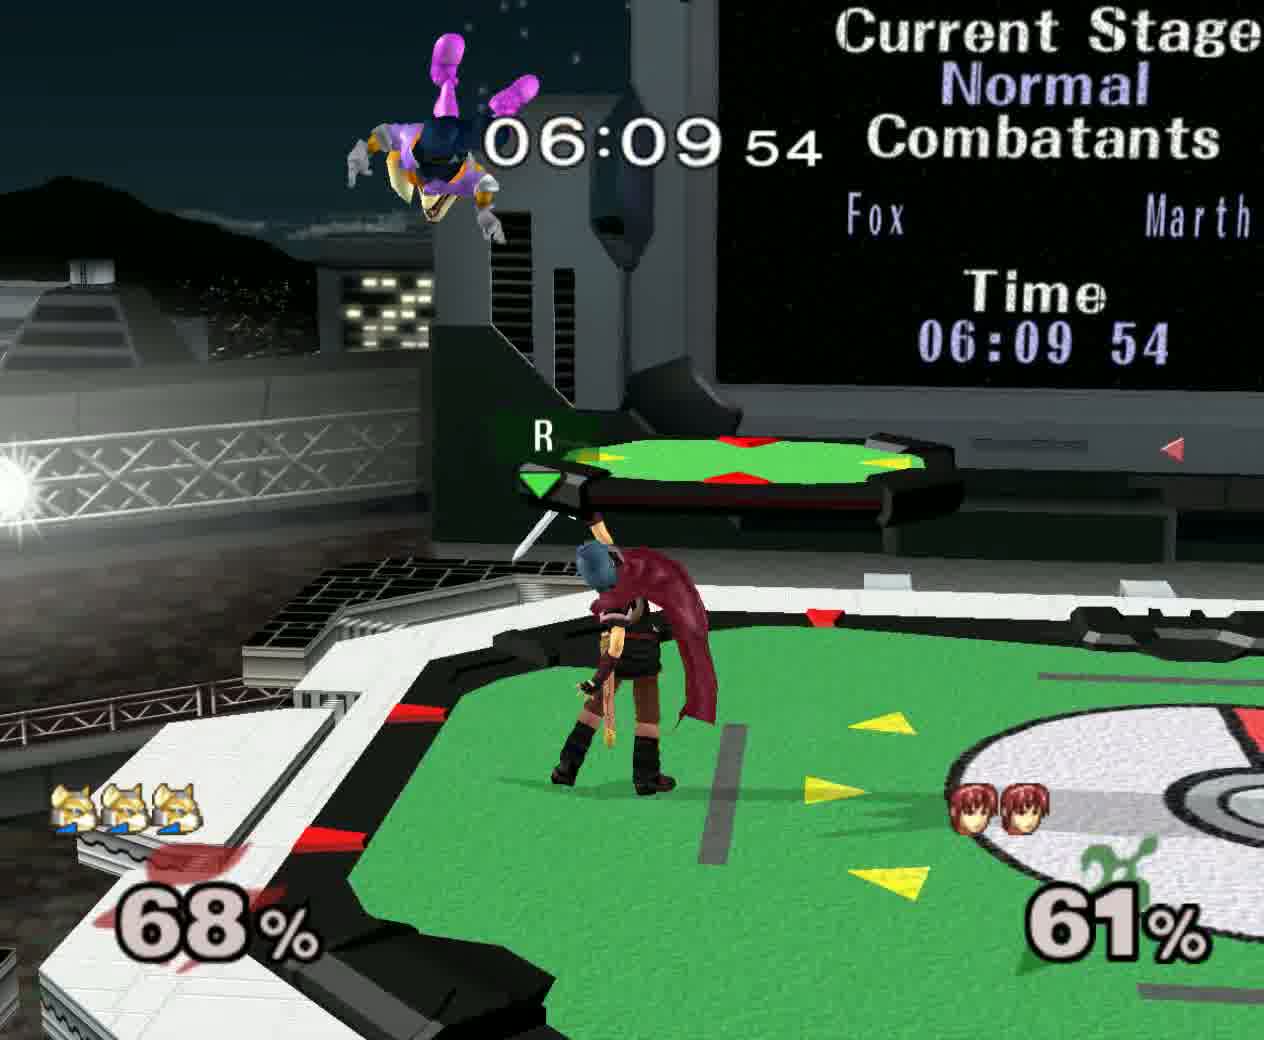 Current Stage
Normal
Combatants
06:09 54
Fox Marth
Time
06:09 54
R
68%
61%